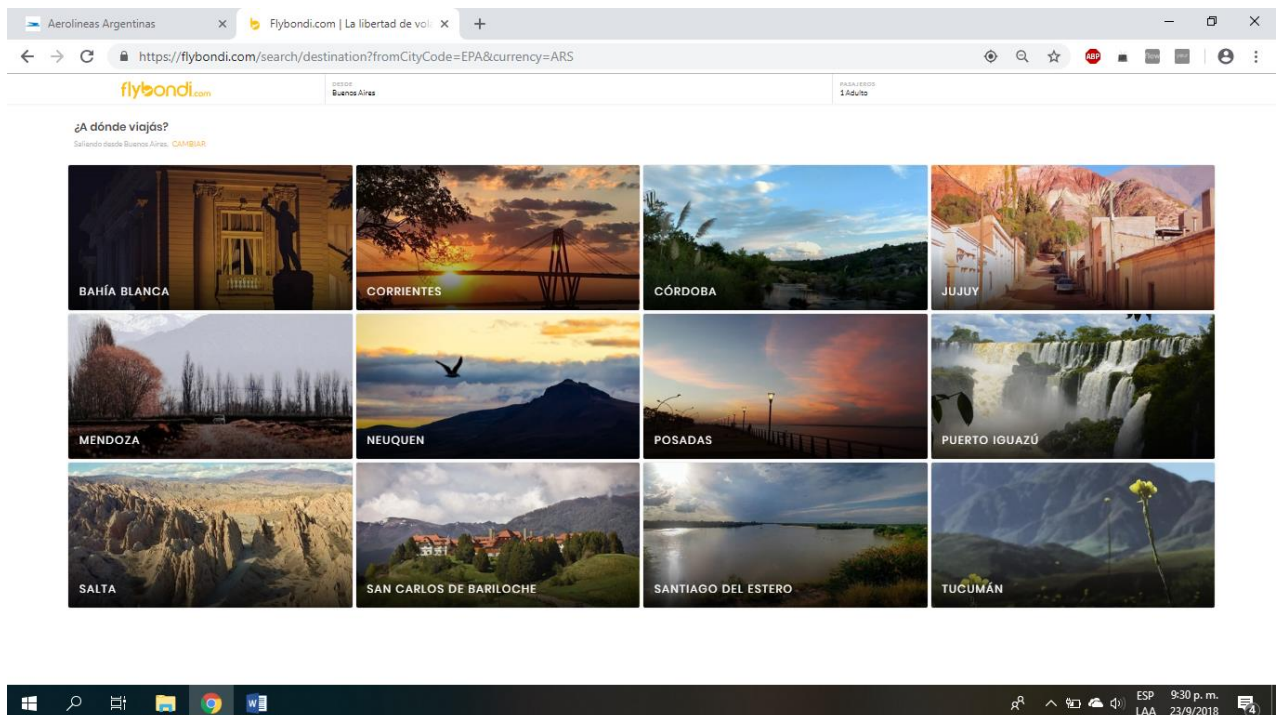 Aerolineas Argentinas
Flybondi.com | La libertad de vol
https://flybondi.com/search/destination?fromCityCode=EPA&currency=ARS
ABP
flybondi.com
DESDE
Buenos Aires
PASAJEROS
1 Adulto
¿A dónde viajás?
Saliendo desde Buenos Aires. CAMBIAR
BAHÍA BLANCA
CORRIENTES
CÓRDOBA
JUJUY
MENDOZA
NEUQUEN
POSADAS
PUERTO IGUAZÚ
SALTA
SAN CARLOS DE BARILOCHE
SANTIAGO DEL ESTERO
TUCUMÁN
ESP
LAA
9:30 p. m.
23/9/2018
4